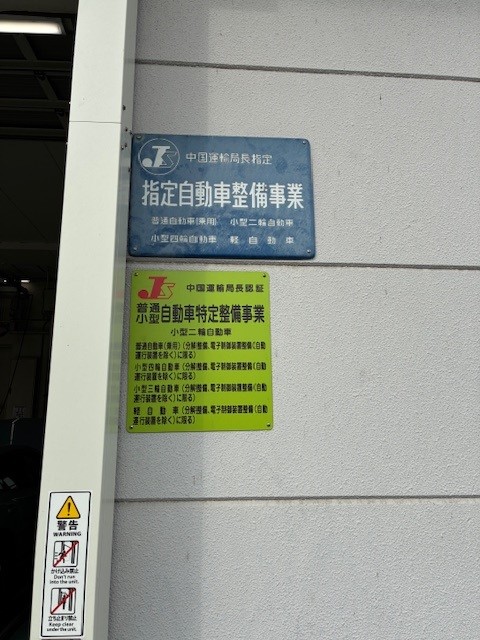 JS 中国運輸局長指定
指定自動車整備事業
普通自動車(乗用) 小型二輪自動車
小型四輪自動車 軽自動車
JS 中国運輸局長認証
普通
小型
自動車特定整備事業
小型二輪自動車
普通自動車(乗用)(分解整備、電子制御装置整備(自動
運行装置を除く)に限る)
小型四輪自動車(分解整備、電子制御装置整備(自動
運行装置を除く)に限る)
小型三輪自動車(分解整備、電子制御装置整備(自動
運行装置を除く)に限る)
軽自動車(分解整備、電子制御装置整備(自動
運行装置を除く)に限る)
警告
WARNING
かけ込み禁止
Don't run
into the unit.
立ち止まり禁止
Keep clear
under the unit.